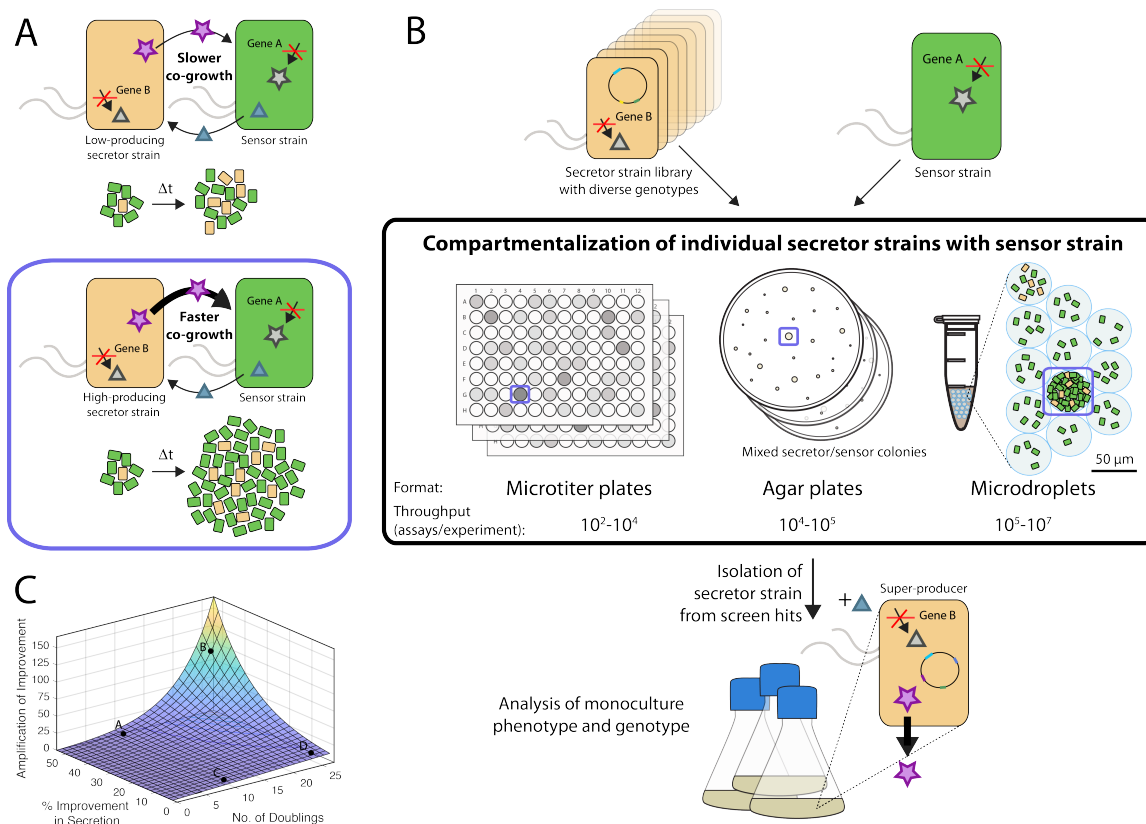 A
Slower
co-growth
Gene A
Gene B
Low-producing
secretor strain
Sensor strain
Δt
Gene A
Faster
co-growth
Gene B
High-producing
secretor strain
Sensor strain
Δt
B
Gene B
Gene A
Secretor strain library
with diverse genotypes
Sensor strain
Compartmentalization of individual secretor strains with sensor strain
1 2 3 4 5 6 7 8 9 10 11 12
A
B
C
D
E
F
G
H
12
H
Mixed secretor/sensor colonies
50 μm
Format:
Microtiter plates
Agar plates
Microdroplets
Throughput
(assays/experiment):
10²-10⁴
10⁴-10⁵
10⁵-10⁷
Isolation of
secretor strain
from screen hits
+
Super-producer
Gene B
Analysis of monoculture
phenotype and genotype
C
Amplification of Improvement
150
125
100
75
50
25
0
A
B
C
D
50
40
30
20
10
0
% Improvement
in Secretion
0
5
10
15
20
25
No. of Doublings